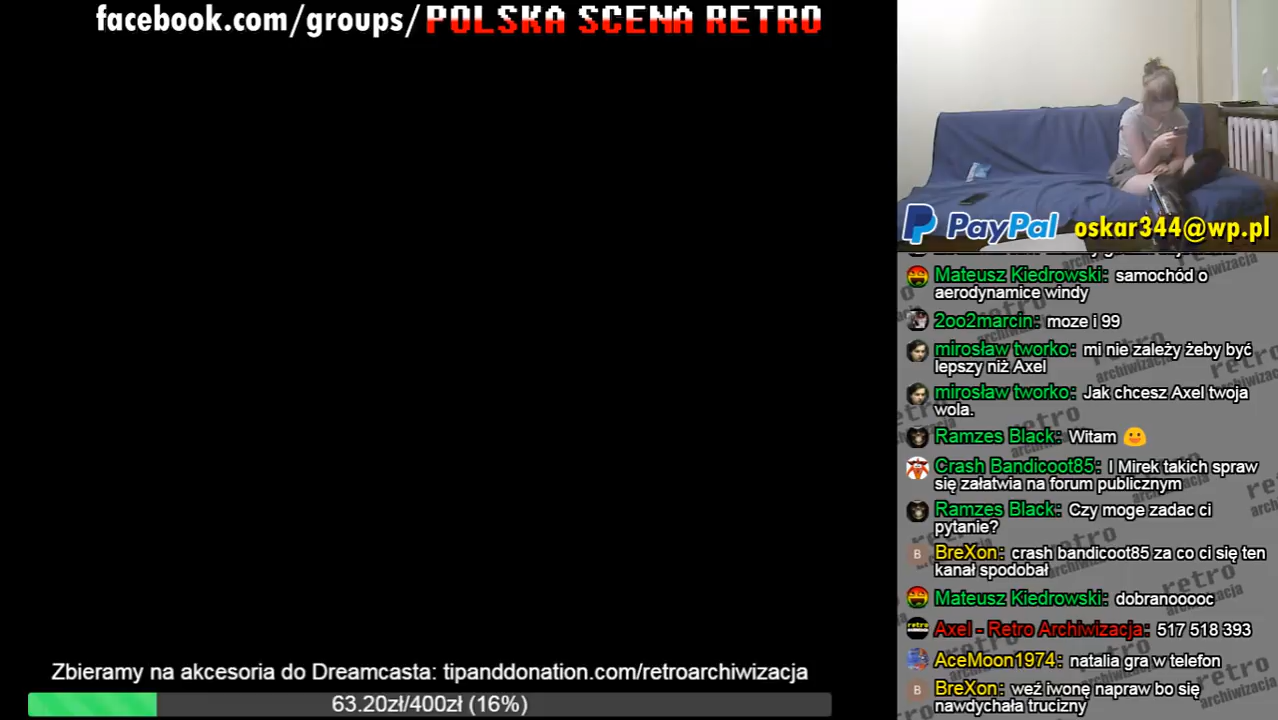 facebook.com/groups/POLSKA SCENA RETRO
PayPal oskar344@wp.pl
Mateusz Kiedrowski: samochód o
aerodynamice windy
2oo2marcin: moze i 99
mirosław tworko: mi nie zależy żeby być
lepszy niż Axel
mirosław tworko: Jak chcesz Axel twoja
wola.
Ramzes Black: Witam
Crash Bandicoot85: I Mirek takich spraw
się załatwia na forum publicznym
Ramzes Black: Czy moge zadac ci
pytanie?
B BreXon: crash bandicoot85 za co ci się ten
kanał spodobał
Mateusz Kiedrowski: dobranooooc
Axel - Retro Archiwizacja: 517 518 393
AceMoon1974: natalia gra w telefon
B BreXon: weź iwonę napraw bo się
nawdychała trucizny
retro
archiwizacja
Zbieramy na akcesoria do Dreamcasta: tipanddonation.com/retroarchiwizacja
63.20zł/400zł (16%)